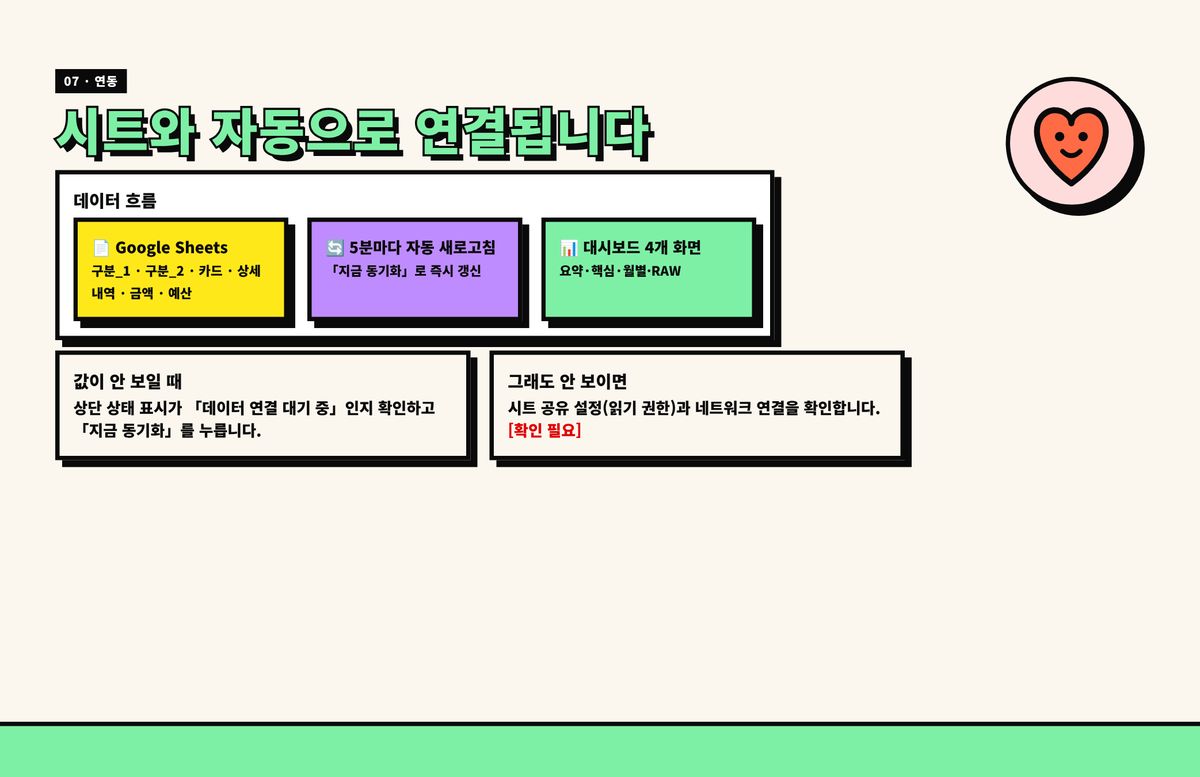 07 · 연동
시트와 자동으로 연결됩니다
데이터 흐름
📄 Google Sheets
구분_1 · 구분_2 · 카드 · 상세
내역 · 금액 · 예산
🔄 5분마다 자동 새로고침
「지금 동기화」로 즉시 갱신
📊 대시보드 4개 화면
요약·핵심·월별·RAW
값이 안 보일 때
상단 상태 표시가 「데이터 연결 대기 중」인지 확인하고
「지금 동기화」를 누릅니다.
그래도 안 보이면
시트 공유 설정(읽기 권한)과 네트워크 연결을 확인합니다.
[확인 필요]